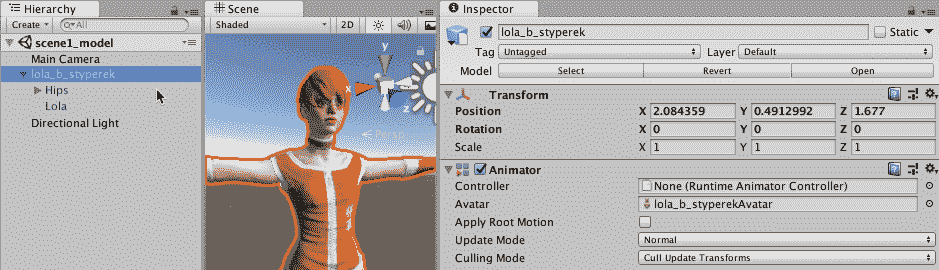 Hierarchy
Create
All
scene1_model
Main Camera
lola_b_styperek
Hips
Lola
Directional Light
Scene
Shaded
2D
y
x
z
Persp
Inspector
lola_b_styperek
Static
Tag Untagged Layer Default
Model Select Revert Open
Transform
Position X 2.084359 Y 0.4912992 Z 1.677
Rotation X 0 Y 0 Z 0
Scale X 1 Y 1 Z 1
Animator
Controller None (Runtime Animator Controller)
Avatar lola_b_styperekAvatar
Apply Root Motion
Update Mode Normal
Culling Mode Cull Update Transforms